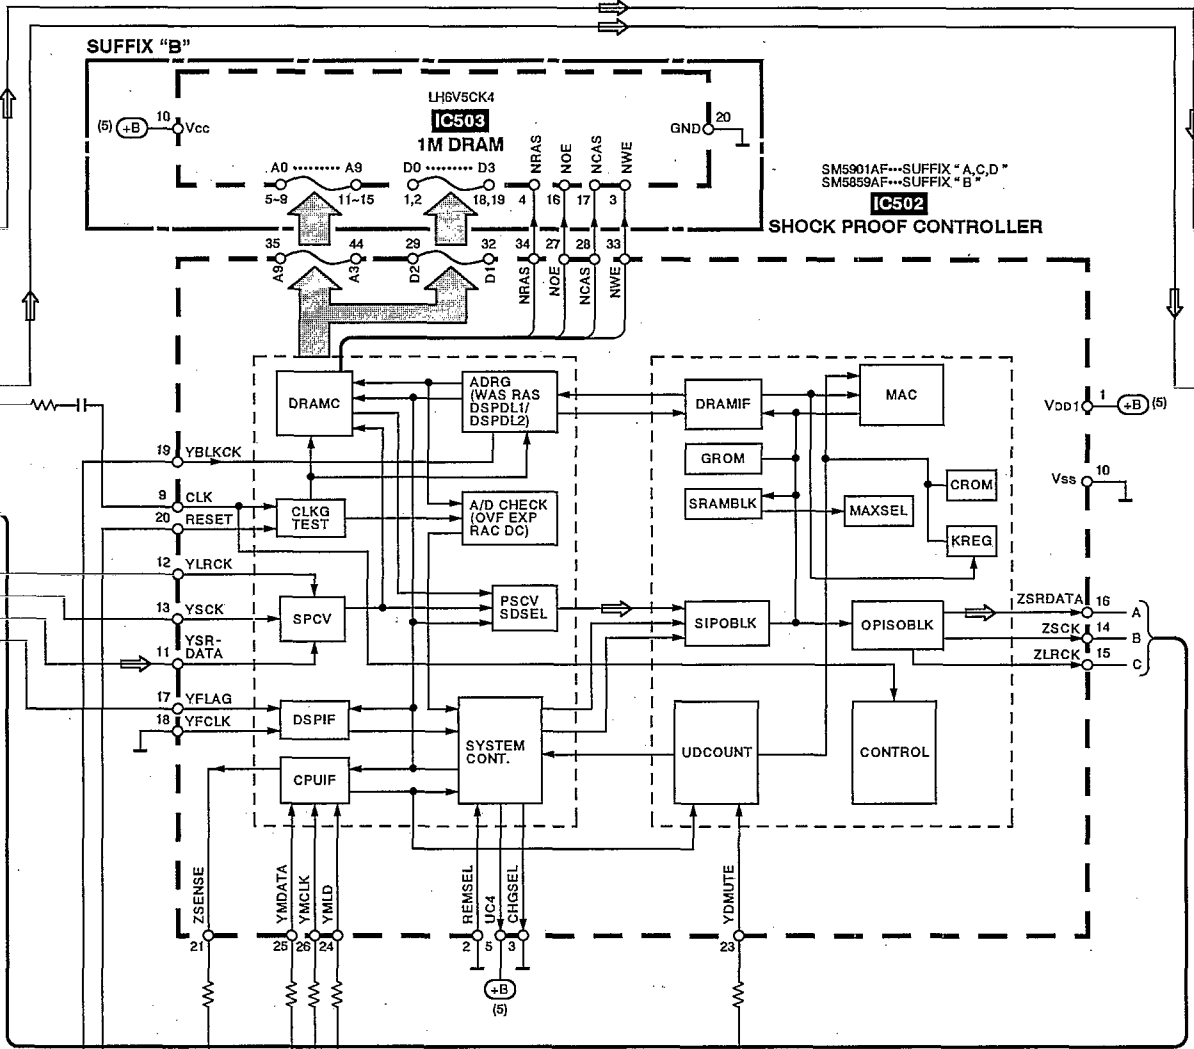 SUFFIX "B"
LH6V5CK4
IC503
1M DRAM
(5) +B 10 Vcc
GND 20
A0 ········· A9
D0 ········· D3
NRAS NOE NCAS NWE
5~9 11~15 1,2 18,19 4 16 17 3
SM5901AF···SUFFIX "A,C,D"
SM5859AF···SUFFIX "B"
IC502
SHOCK PROOF CONTROLLER
35 44 29 32 34 27 28 33
A9 A3 D2 D1 NRAS NOE NCAS NWE
DRAMC
ADRG
(WAS RAS
DSPDL1/
DSPDL2)
DRAMIF
MAC
VDD1 1 +B (5)
19 YBLKCK
GROM
Vss 10
CROM
9 CLK
20 RESET
CLKG
TEST
A/D CHECK
(OVF EXP
RAC DC)
SRAMBLK
MAXSEL
KREG
12 YLRCK
13 YSCK
YSR-
11 DATA
SPCV
PSCV
SDSEL
SIPOBLK
OPISOBLK
ZSRDATA 16 A
ZSCK 14 B
ZLRCK 15 C
17 YFLAG
18 YFCLK
DSPIF
SYSTEM
CONT.
UDCOUNT
CONTROL
CPUIF
ZSENSE YMDATA YMCLK YMLD REMSEL UC4 CHGSEL YDMUTE
21 25 26 24 2 5 3 23
+B
(5)